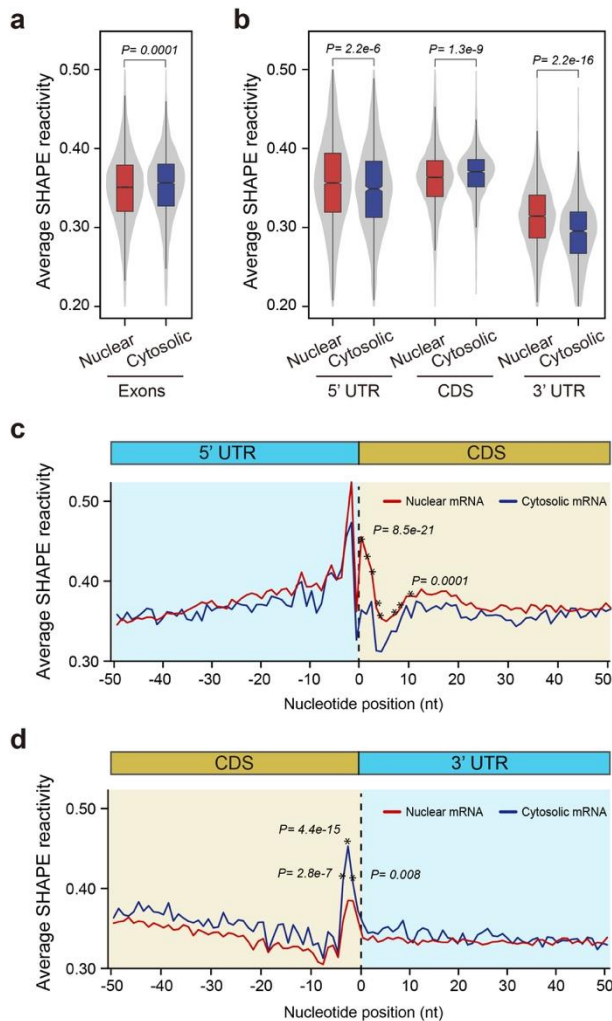 a
b
P= 0.0001
P= 2.2e-6
P= 1.3e-9
P= 2.2e-16
Average SHAPE reactivity
0.50
0.40
0.30
0.20
Nuclear
Cytosolic
Exons
Average SHAPE reactivity
0.50
0.40
0.30
0.20
Nuclear
Cytosolic
Nuclear
Cytosolic
Nuclear
Cytosolic
5' UTR
CDS
3' UTR
c
5' UTR
CDS
Average SHAPE reactivity
0.50
0.40
0.30
Nuclear mRNA
Cytosolic mRNA
P= 8.5e-21
P= 0.0001
-50 -40 -30 -20 -10 0 10 20 30 40 50
Nucleotide position (nt)
d
CDS
3' UTR
Average SHAPE reactivity
0.50
0.40
0.30
Nuclear mRNA
Cytosolic mRNA
P= 4.4e-15
P= 2.8e-7
P= 0.008
-50 -40 -30 -20 -10 0 10 20 30 40 50
Nucleotide position (nt)